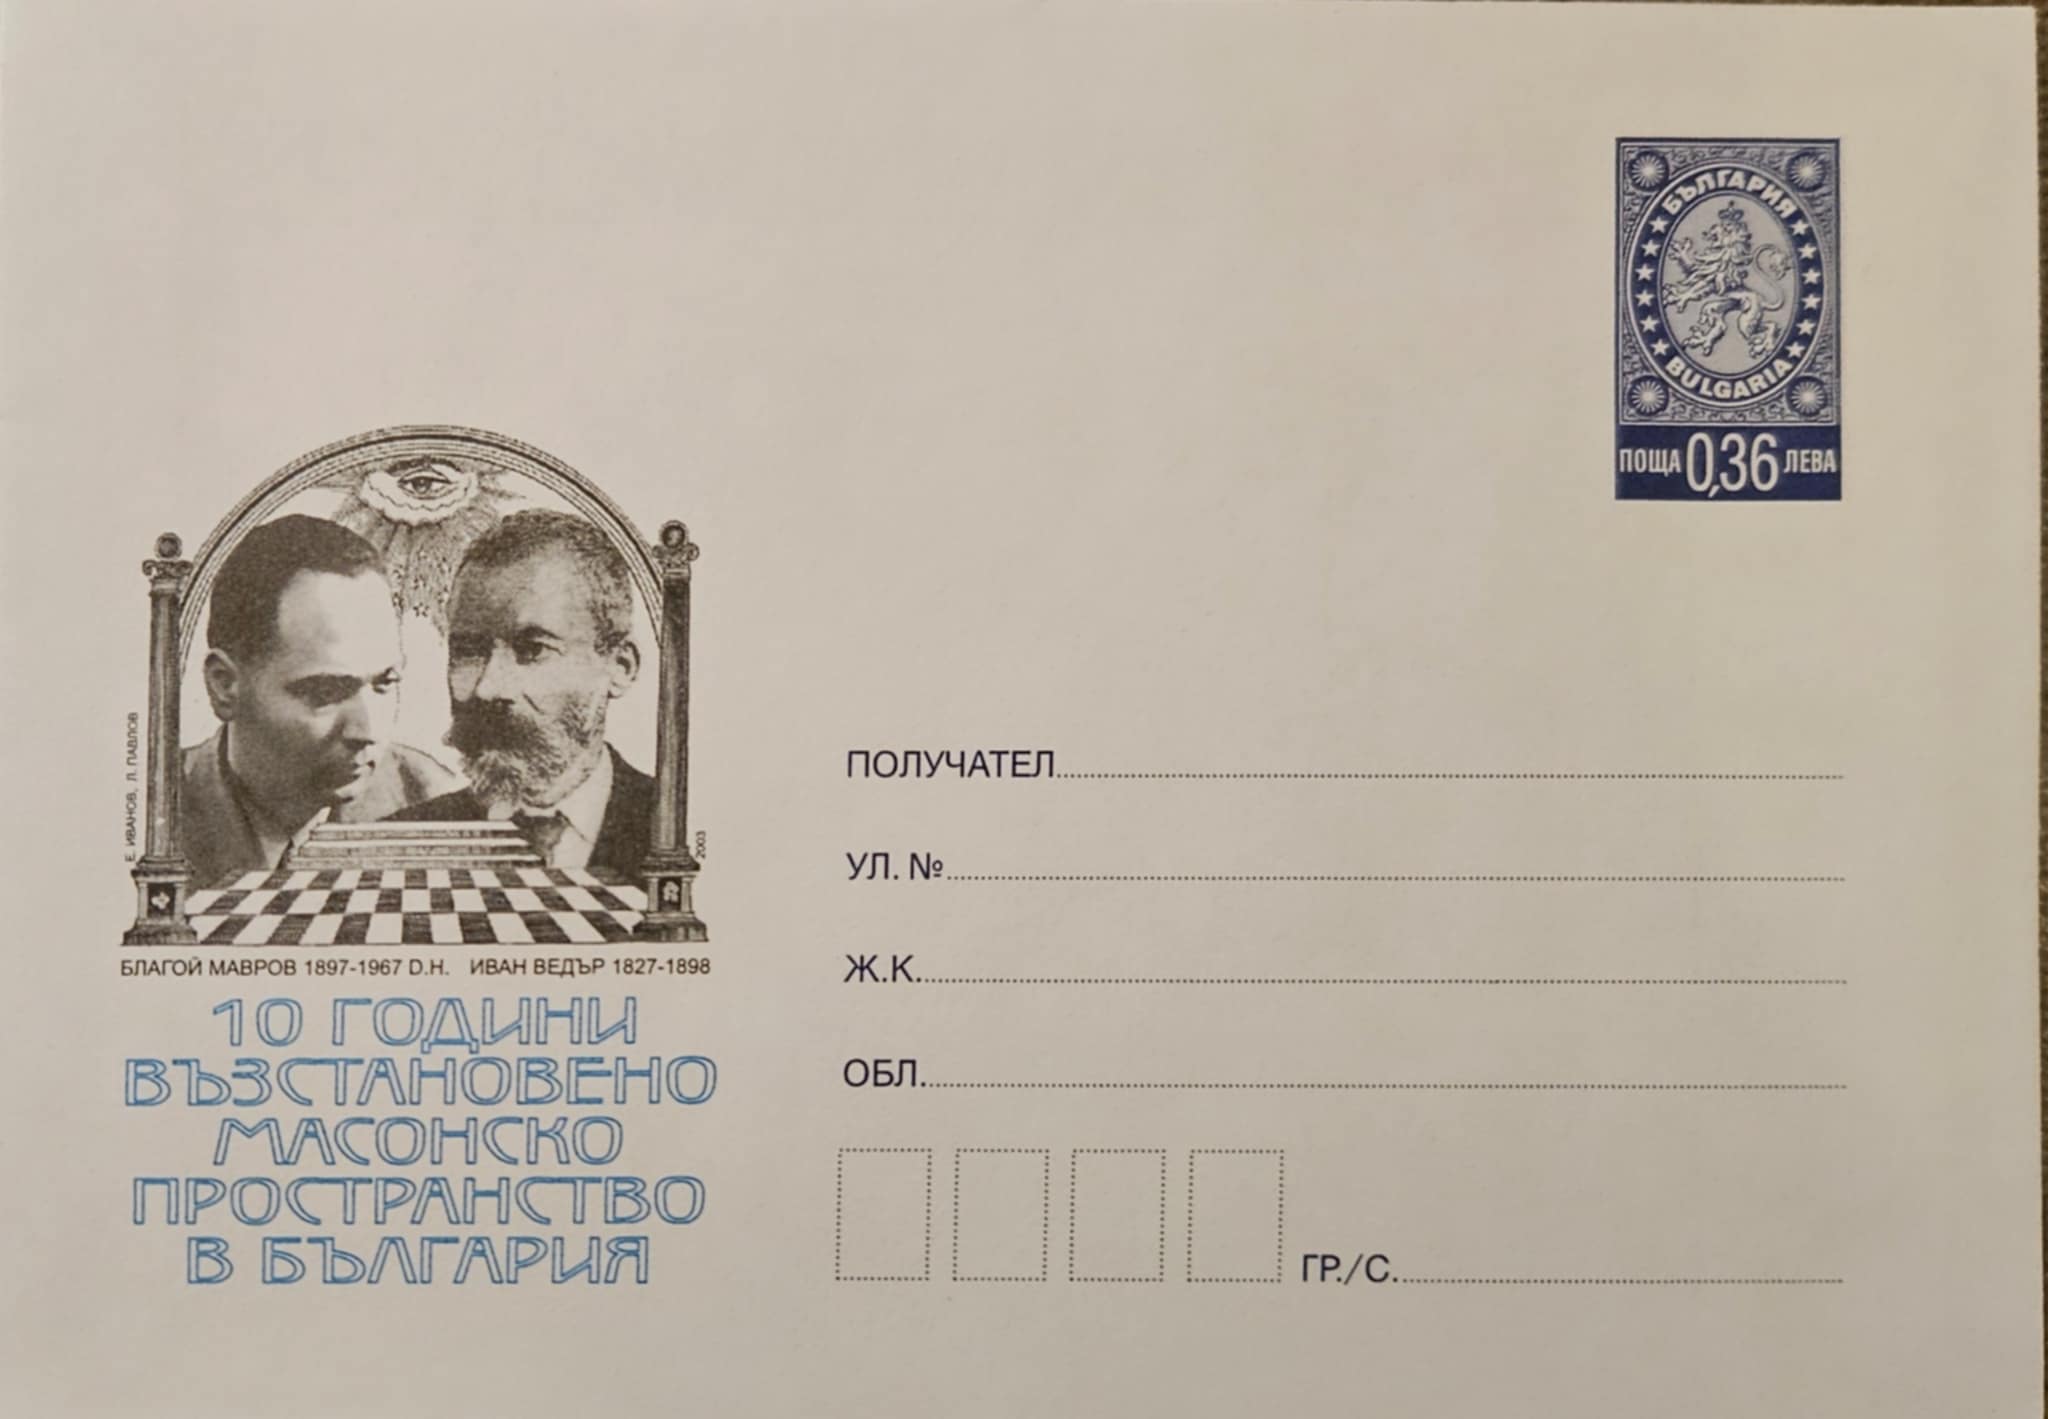 БЪЛГАРИЯ
BULGARIA
ПОЩА 0,36 ЛЕВА
Е. ИВАНОВ, Л. ПАВЛОВ
2003
БЛАГОЙ МАВРОВ 1897-1967 D.H. ИВАН ВЕДЪР 1827-1898
10 ГОДИНИ
ВЪЗСТАНОВЕНО
МАСОНСКО
ПРОСТРАНСТВО
В БЪЛГАРИЯ
ПОЛУЧАТЕЛ
УЛ. №
Ж.К.
ОБЛ.
ГР./С.